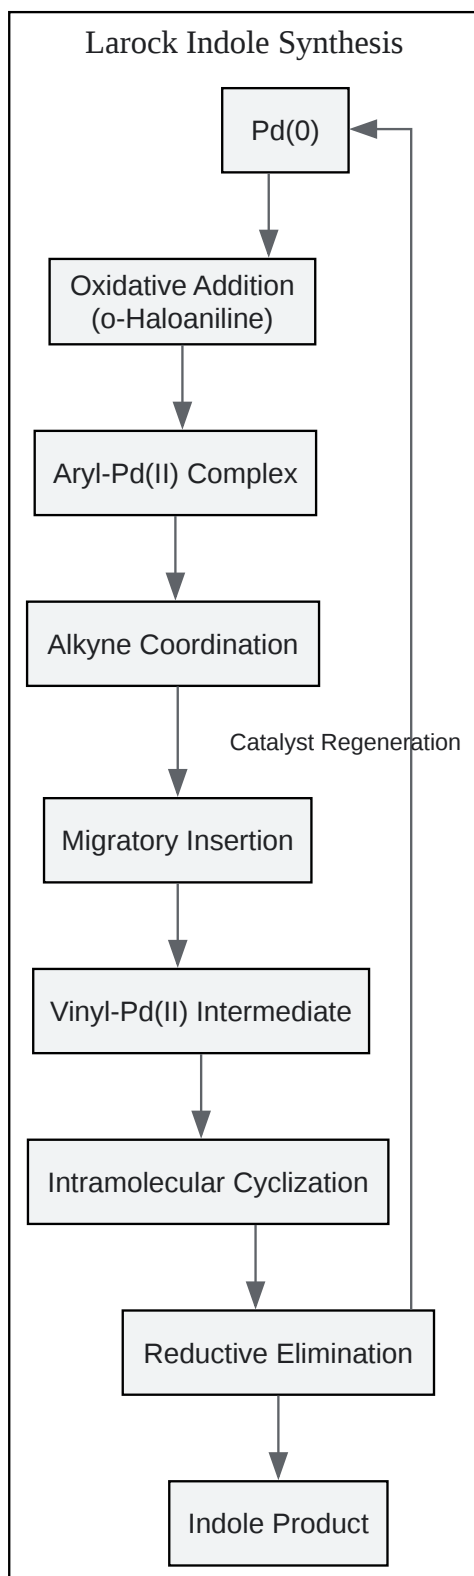 Larock Indole Synthesis
Pd(0)
Oxidative Addition
(o-Haloaniline)
Aryl-Pd(II) Complex
Alkyne Coordination
Catalyst Regeneration
Migratory Insertion
Vinyl-Pd(II) Intermediate
Intramolecular Cyclization
Reductive Elimination
Indole Product